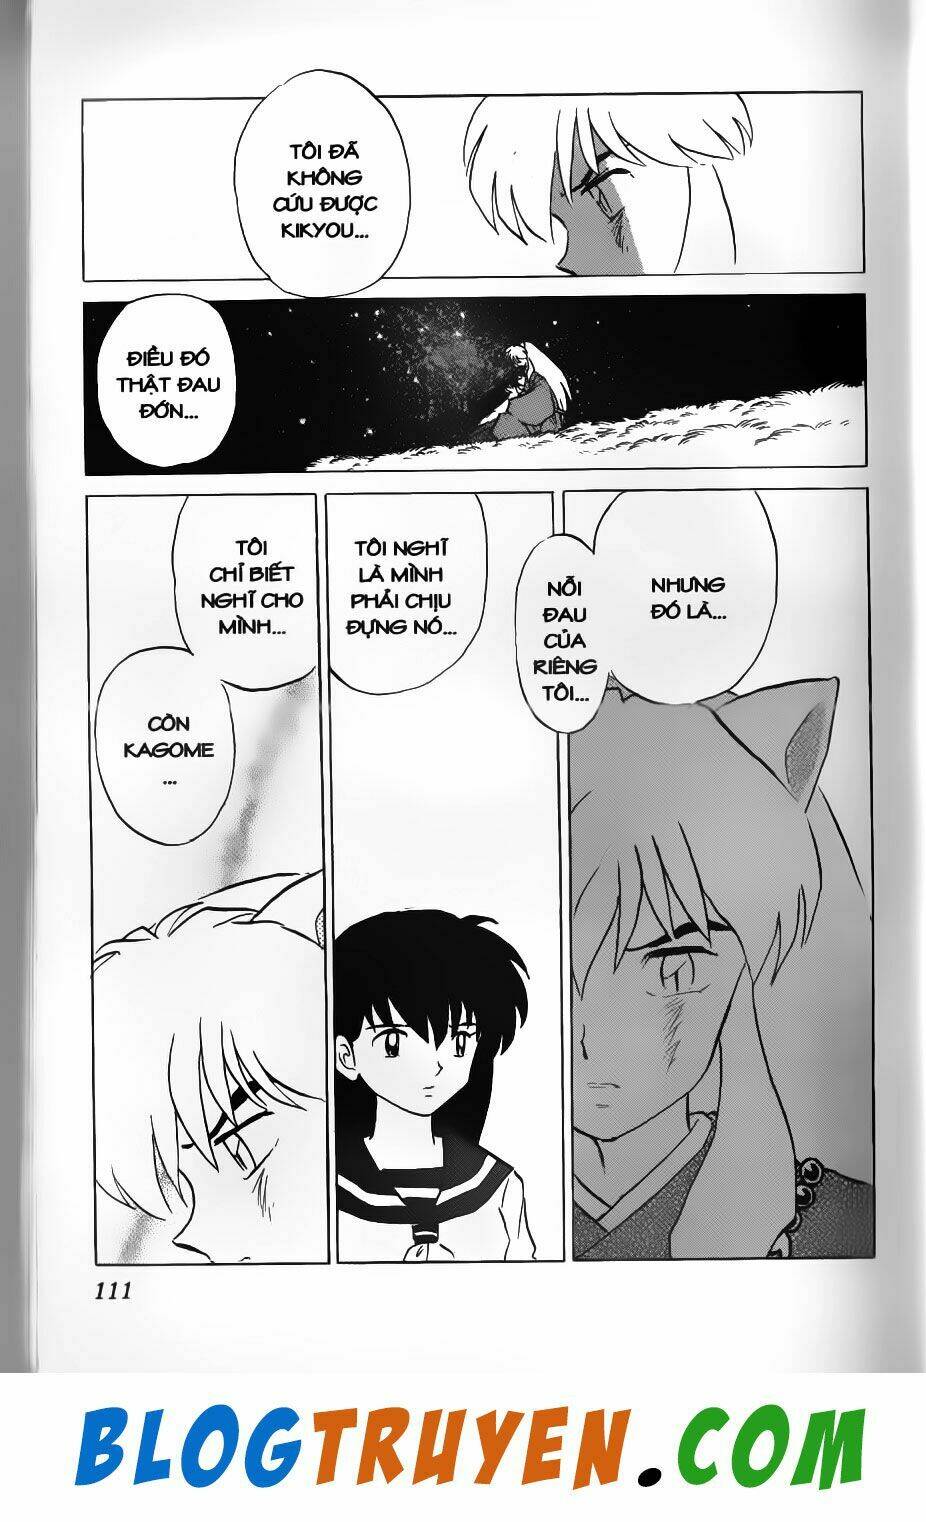 TÔI ĐÃ
KHÔNG
CỨU ĐƯỢC
KIKYOU...
ĐIỀU ĐÓ
THẬT ĐAU
ĐỚN...
NHƯNG
ĐÓ LÀ...
NỖI
ĐAU
CỦA
RIÊNG
TÔI...
TÔI NGHĨ
LÀ MÌNH
PHẢI CHỊU
ĐỰNG NÓ...
TÔI
CHỈ BIẾT
NGHĨ CHO
MÌNH...
CÒN
KAGOME
...
111
BLOGTRUYEN.COM